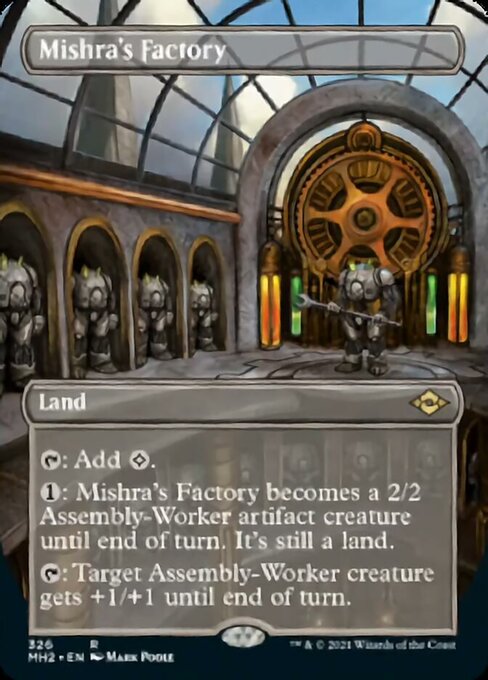 Mishra's Factory
Land
: Add .
1: Mishra's Factory becomes a 2/2
Assembly-Worker artifact creature
until end of turn. It's still a land.
: Target Assembly-Worker creature
gets +1/+1 until end of turn.
326 R
MH2 • EN Mark Poole
™ & © 2021 Wizards of the Coast